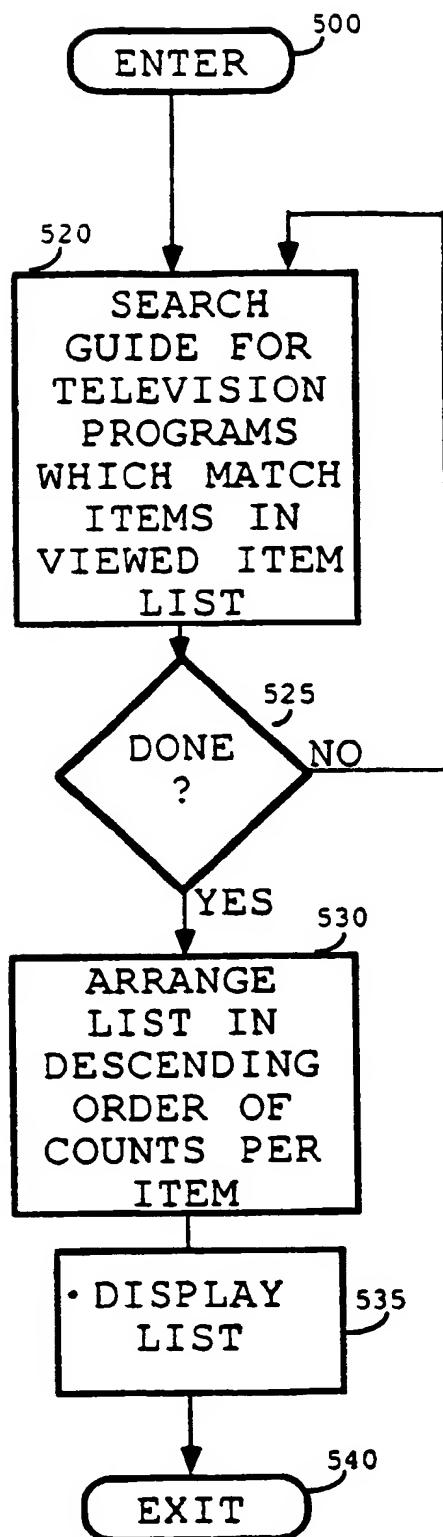 500
ENTER
520
SEARCH
GUIDE FOR
TELEVISION
PROGRAMS
WHICH MATCH
ITEMS IN
VIEWED ITEM
LIST
525
DONE
?
NO
YES
530
ARRANGE
LIST IN
DESCENDING
ORDER OF
COUNTS PER
ITEM
535
DISPLAY
LIST
540
EXIT